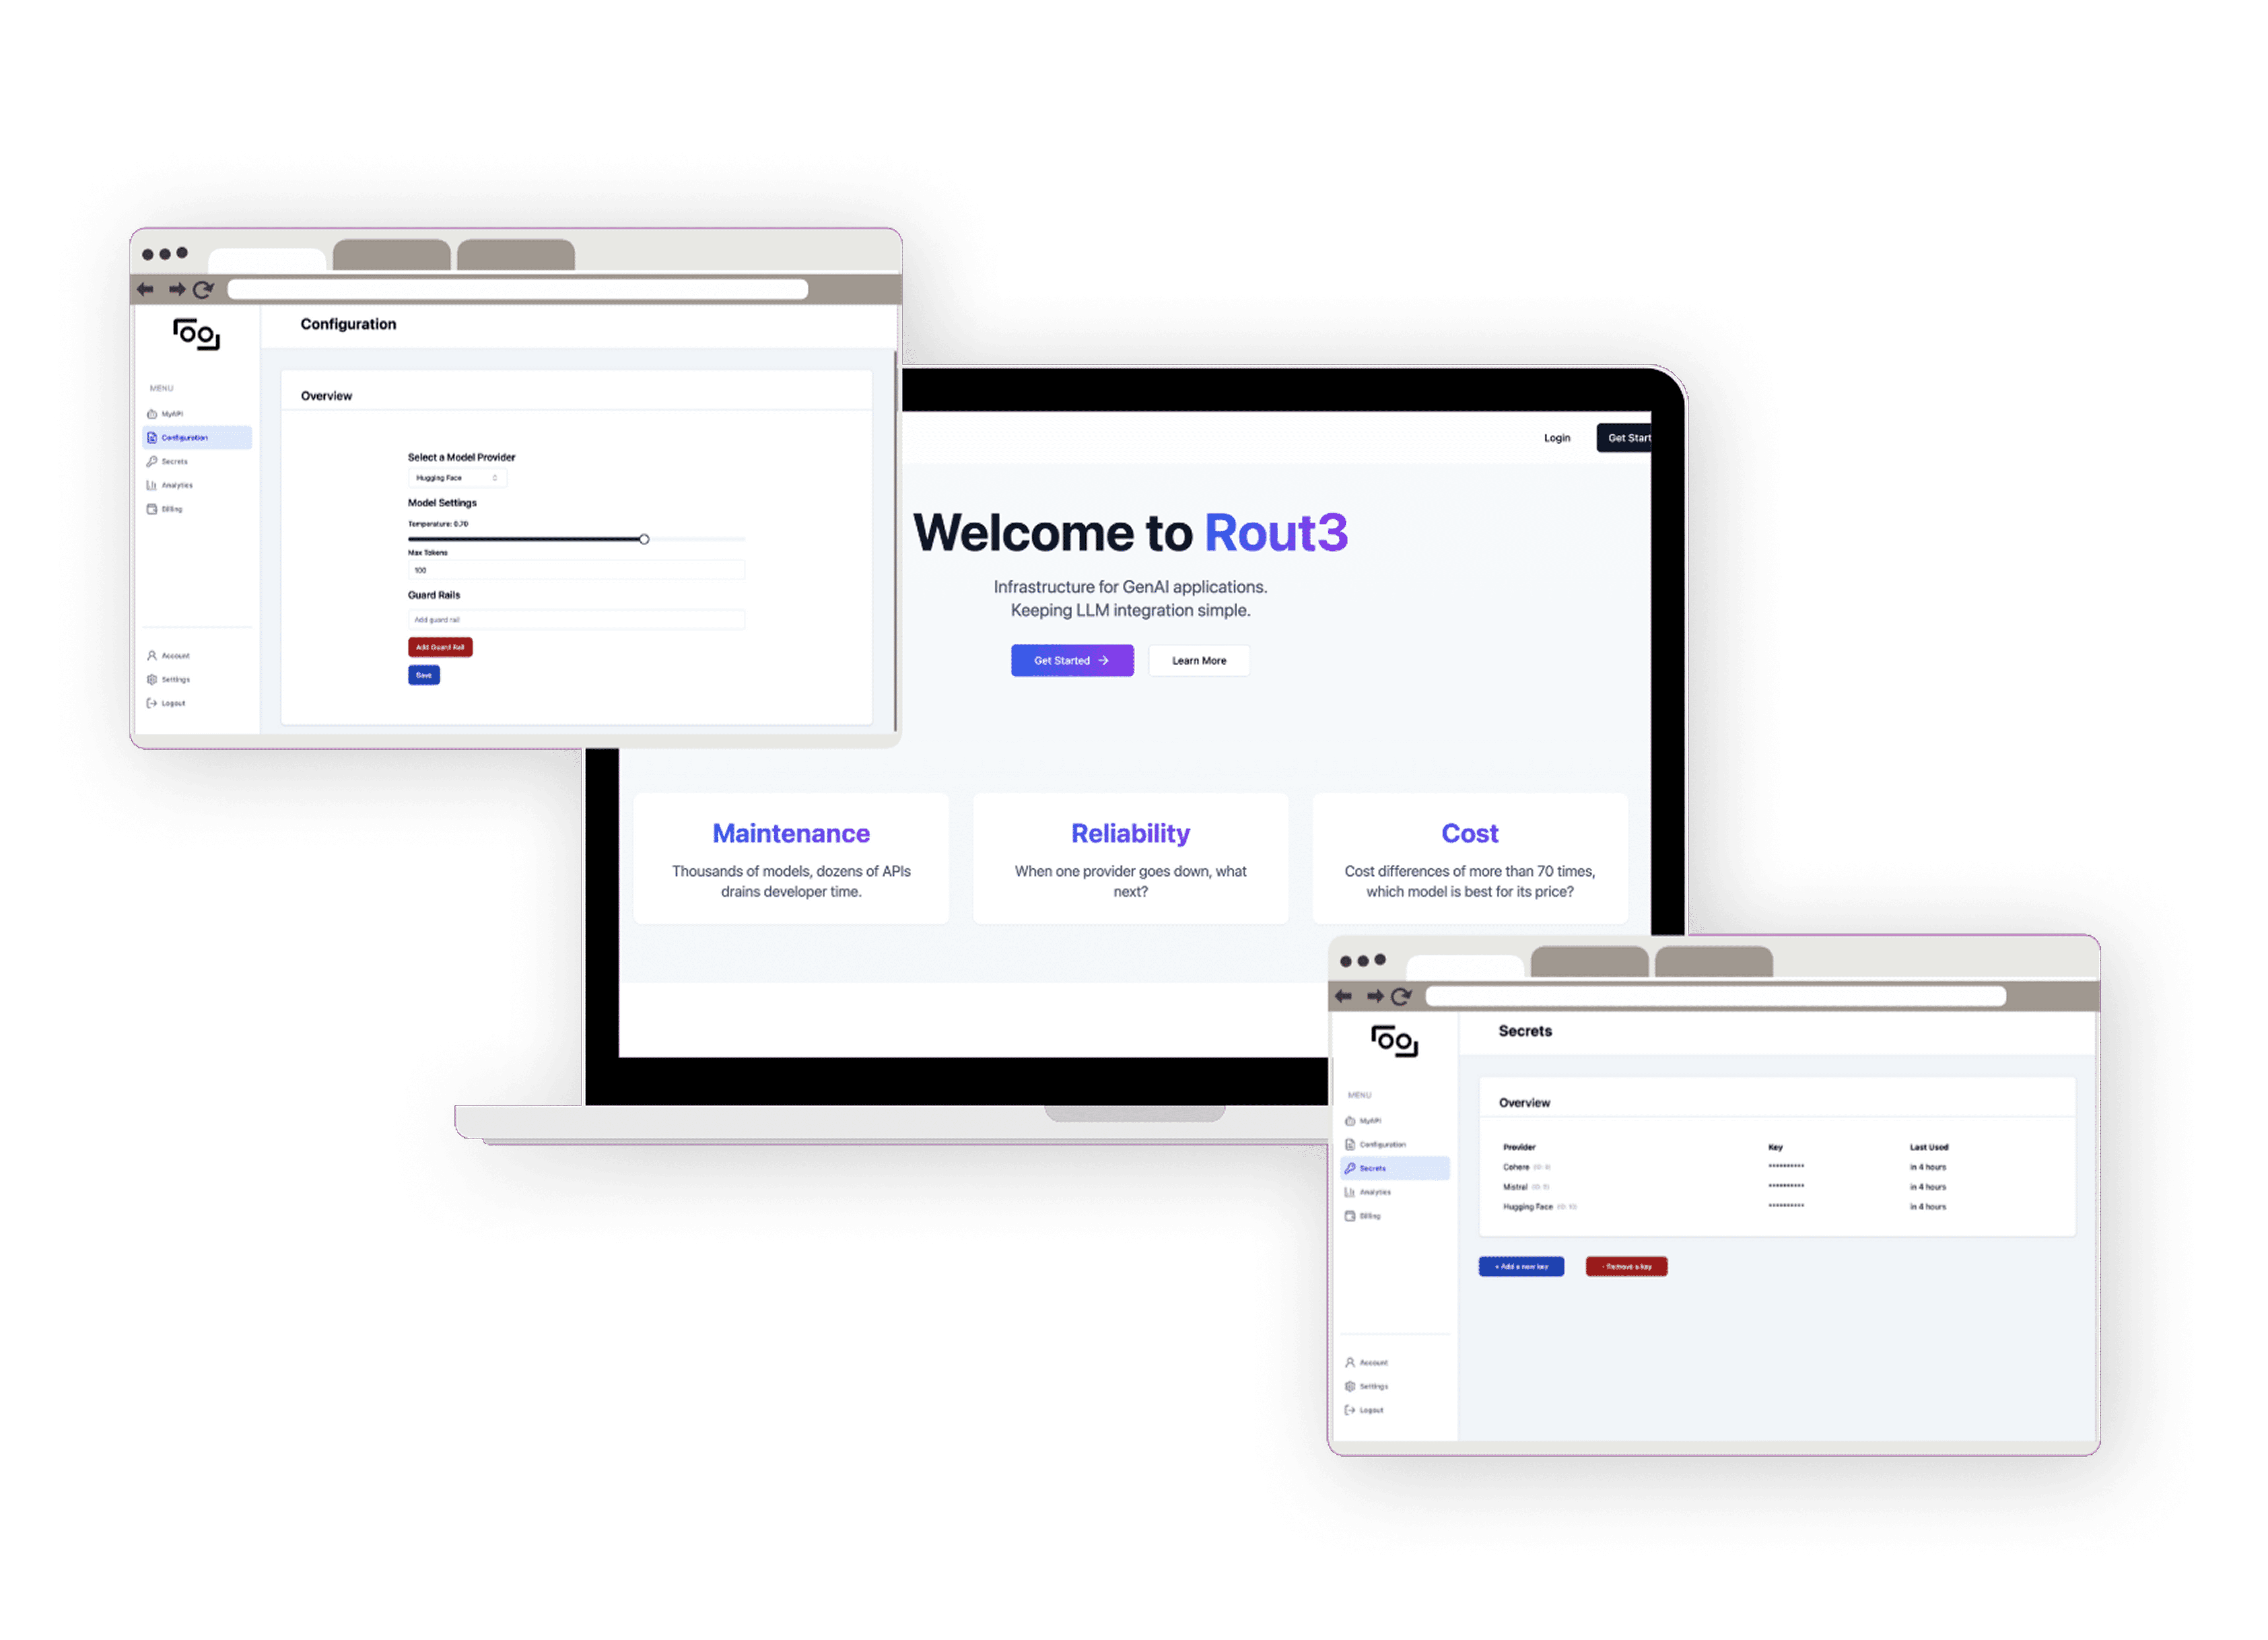 Configuration
MENU
MyAPI
Configuration
Secrets
Analytics
Billing
Account
Settings
Logout
Overview
Select a Model Provider
Hugging Face
Model Settings
Temperature: 0.70
Max Tokens
100
Guard Rails
Add guard rail
Add Guard Rail
Save
Login
Get Start
Welcome to Rout3
Infrastructure for GenAI applications.
Keeping LLM integration simple.
Get Started
Learn More
Maintenance
Thousands of models, dozens of APIs
drains developer time.
Reliability
When one provider goes down, what
next?
Cost
Cost differences of more than 70 times,
which model is best for its price?
Secrets
MENU
MyAPI
Configuration
Secrets
Analytics
Billing
Account
Settings
Logout
Overview
Provider Key Last Used
Cohere ********** in 4 hours
Mistral ********** in 4 hours
Hugging Face ********** in 4 hours
+ Add a new key
- Remove a key